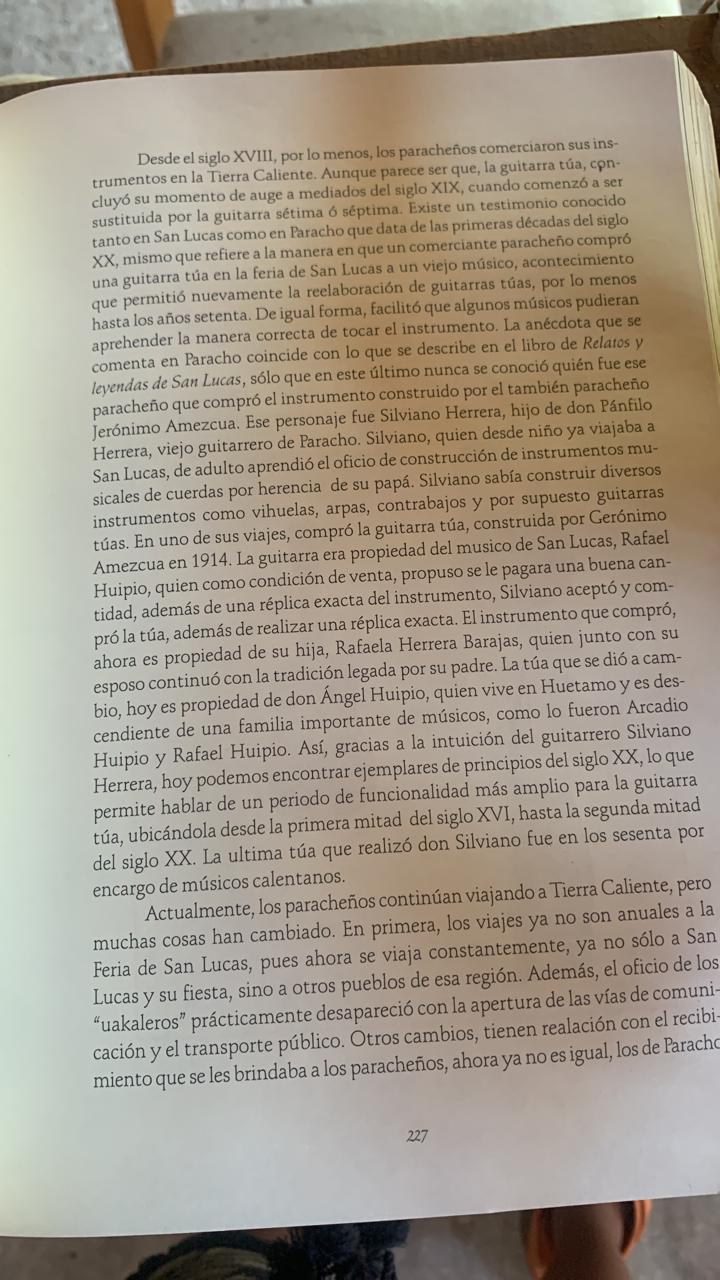 Desde el siglo XVIII, por lo menos, los paracheños comerciaron sus ins-
trumentos en la Tierra Caliente. Aunque parece ser que, la guitarra túa, con-
cluyó su momento de auge a mediados del siglo XIX, cuando comenzó a ser
sustituida por la guitarra sétima ó séptima. Existe un testimonio conocido
tanto en San Lucas como en Paracho que data de las primeras décadas del siglo
XX, mismo que refiere a la manera en que un comerciante paracheño compró
una guitarra túa en la feria de San Lucas a un viejo músico, acontecimiento
que permitió nuevamente la reelaboración de guitarras túas, por lo menos
hasta los años setenta. De igual forma, facilitó que algunos músicos pudieran
aprehender la manera correcta de tocar el instrumento. La anécdota que se
comenta en Paracho coincide con lo que se describe en el libro de Relatos y
leyendas de San Lucas, sólo que en este último nunca se conoció quién fue ese
paracheño que compró el instrumento construido por el también paracheño
Jerónimo Amezcua. Ese personaje fue Silviano Herrera, hijo de don Pánfilo
Herrera, viejo guitarrero de Paracho. Silviano, quien desde niño ya viajaba a
San Lucas, de adulto aprendió el oficio de construcción de instrumentos mu-
sicales de cuerdas por herencia de su papá. Silviano sabía construir diversos
instrumentos como vihuelas, arpas, contrabajos y por supuesto guitarras
túas. En uno de sus viajes, compró la guitarra túa, construida por Gerónimo
Amezcua en 1914. La guitarra era propiedad del musico de San Lucas, Rafael
Huipio, quien como condición de venta, propuso se le pagara una buena can-
tidad, además de una réplica exacta del instrumento, Silviano aceptó y com-
pró la túa, además de realizar una réplica exacta. El instrumento que compró,
ahora es propiedad de su hija, Rafaela Herrera Barajas, quien junto con su
esposo continuó con la tradición legada por su padre. La túa que se dió a cam-
bio, hoy es propiedad de don Ángel Huipio, quien vive en Huetamo y es des-
cendiente de una familia importante de músicos, como lo fueron Arcadio
Huipio y Rafael Huipio. Así, gracias a la intuición del guitarrero Silviano
Herrera, hoy podemos encontrar ejemplares de principios del siglo XX, lo que
permite hablar de un periodo de funcionalidad más amplio para la guitarra
túa, ubicándola desde la primera mitad del siglo XVI, hasta la segunda mitad
del siglo XX. La ultima túa que realizó don Silviano fue en los sesenta por
encargo de músicos calentanos.
Actualmente, los paracheños continúan viajando a Tierra Caliente, pero
muchas cosas han cambiado. En primera, los viajes ya no son anuales a la
Feria de San Lucas, pues ahora se viaja constantemente, ya no sólo a San
Lucas y su fiesta, sino a otros pueblos de esa región. Además, el oficio de los
"uakaleros" prácticamente desapareció con la apertura de las vías de comuni-
cación y el transporte público. Otros cambios, tienen realación con el recibi-
miento que se les brindaba a los paracheños, ahora ya no es igual, los de Paracho
227